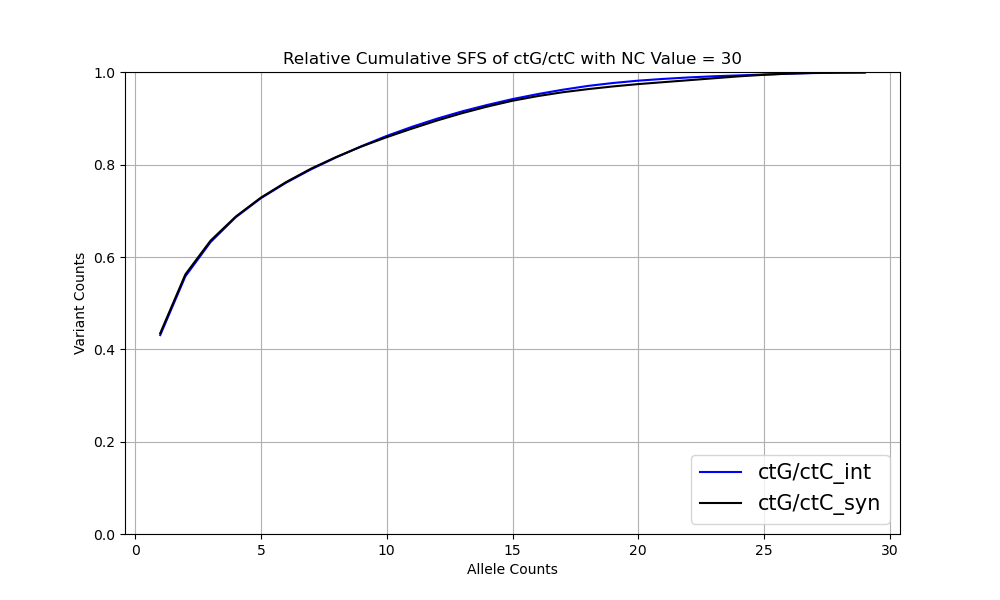 Relative Cumulative SFS of ctG/ctC with NC Value = 30
Variant Counts
1.0
0.8
0.6
0.4
0.2
0.0
0 5 10 15 20 25 30
Allele Counts
ctG/ctC_int
ctG/ctC_syn